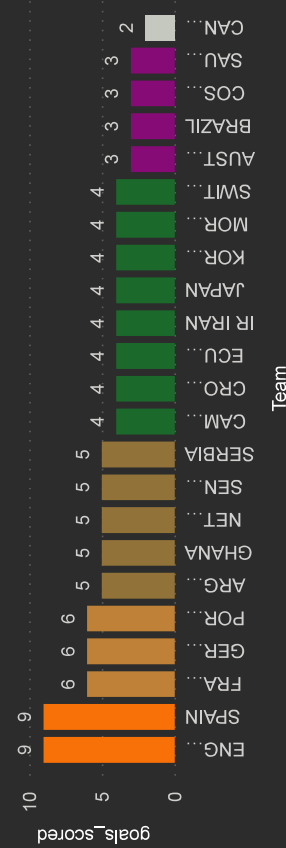 goals_scored
10
5
0
9
9
6
6
6
5
5
5
5
5
4
4
4
4
4
4
4
4
3
3
3
3
2
ENG...
SPAIN
FRA...
GER...
POR...
ARG...
GHANA
NET...
SEN...
SERBIA
CAM...
CRO...
ECU...
IR IRAN
JAPAN
KOR...
MOR...
SWIT...
AUST...
BRAZIL
COS...
SAU...
CAN...
Team